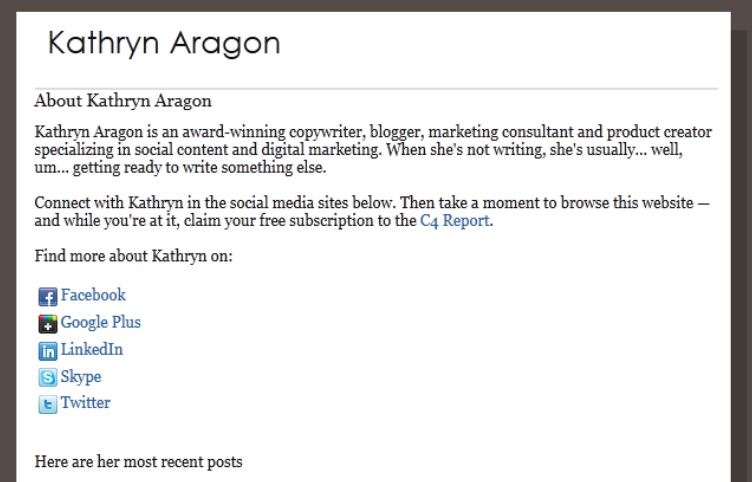 Kathryn Aragon
About Kathryn Aragon
Kathryn Aragon is an award-winning copywriter, blogger, marketing consultant and product creator
specializing in social content and digital marketing. When she's not writing, she's usually... well,
um... getting ready to write something else.
Connect with Kathryn in the social media sites below. Then take a moment to browse this website —
and while you're at it, claim your free subscription to the C4 Report.
Find more about Kathryn on:
Facebook
Google Plus
LinkedIn
Skype
Twitter
Here are her most recent posts